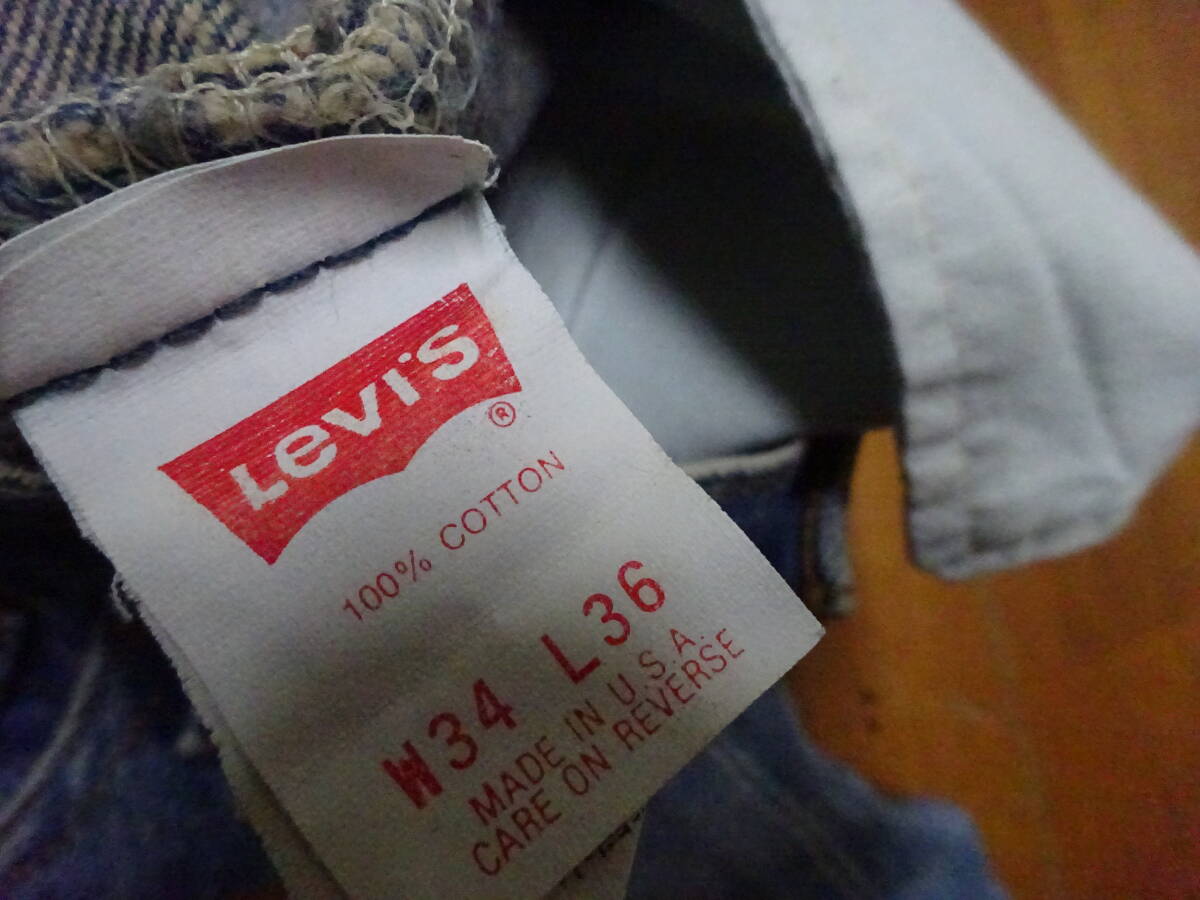 Levi's
®
100% COTTON
W34 L36
MADE IN U.S.A.
CARE ON REVERSE